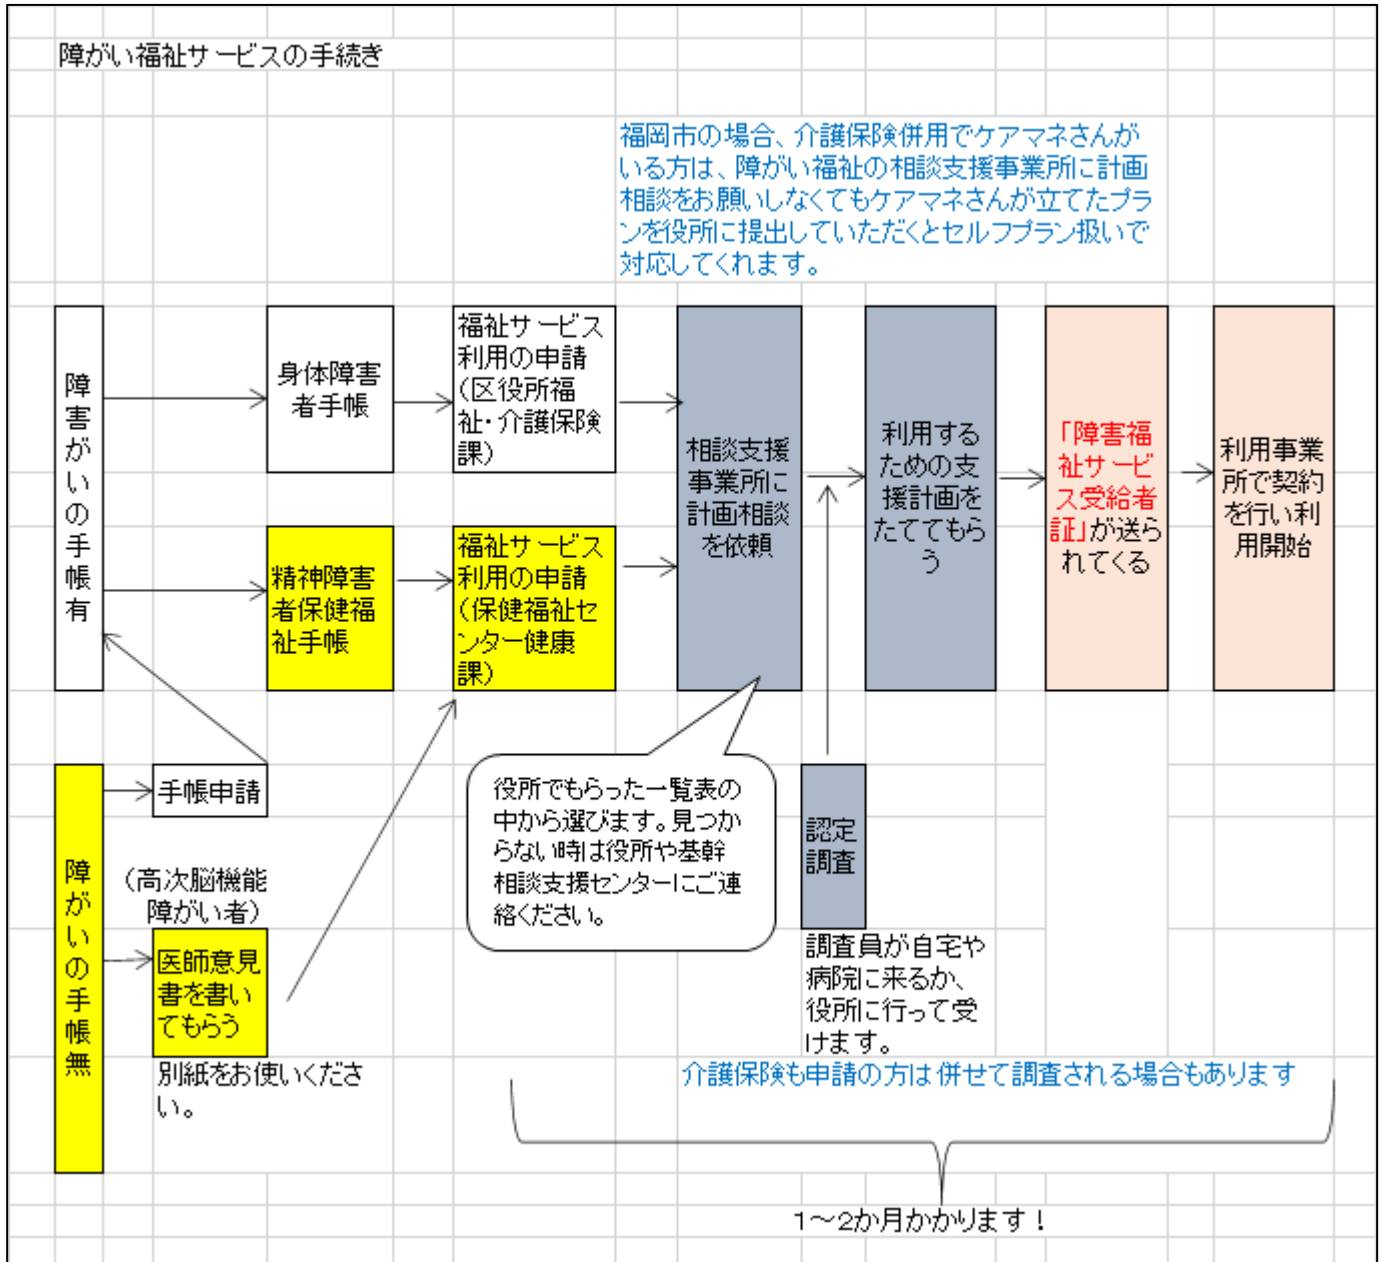 障がい福祉サービスの手続き
福岡市の場合、介護保険併用でケアマネさんが
いる方は、障がい福祉の相談支援事業所に計画
相談をお願いしなくてもケアマネさんが立てたプラ
ンを役所に提出していただくとセルフプラン扱いで
対応してくれます。
障害がいの手帳有
身体障害
者手帳
福祉サービス
利用の申請
（区役所福
祉・介護保険
課）
精神障害
者保健福
祉手帳
福祉サービス
利用の申請
（保健福祉セ
ンター健康
課）
相談支援
事業所に
計画相談
を依頼
利用する
ための支
援計画を
たててもら
う
「障害福
祉サービ
ス受給者
証」が送ら
れてくる
利用事業
所で契約
を行い利
用開始
障がいの手帳無
手帳申請
（高次脳機能
障がい者）
医師意見
書を書い
てもらう
別紙をお使いくださ
い。
役所でもらった一覧表の
中から選びます。見つか
らない時は役所や基幹
相談支援センターにご連
絡ください。
認定
調査
調査員が自宅や
病院に来るか、
役所に行って受
けます。
介護保険も申請の方は併せて調査される場合もあります
1～2か月かかります！